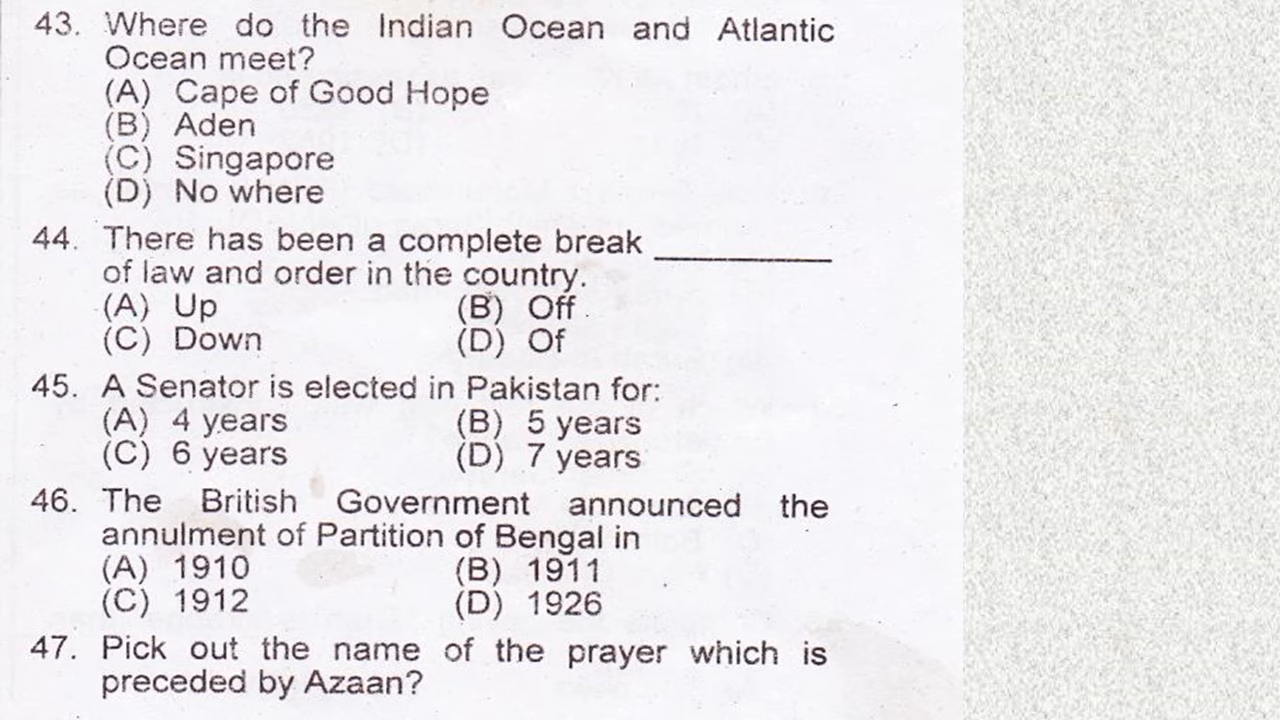 43. Where do the Indian Ocean and Atlantic
Ocean meet?
(A) Cape of Good Hope
(B) Aden
(C) Singapore
(D) No where
44. There has been a complete break __________
of law and order in the country.
(A) Up (B) Off
(C) Down (D) Of
45. A Senator is elected in Pakistan for:
(A) 4 years (B) 5 years
(C) 6 years (D) 7 years
46. The British Government announced the
annulment of Partition of Bengal in
(A) 1910 (B) 1911
(C) 1912 (D) 1926
47. Pick out the name of the prayer which is
preceded by Azaan?